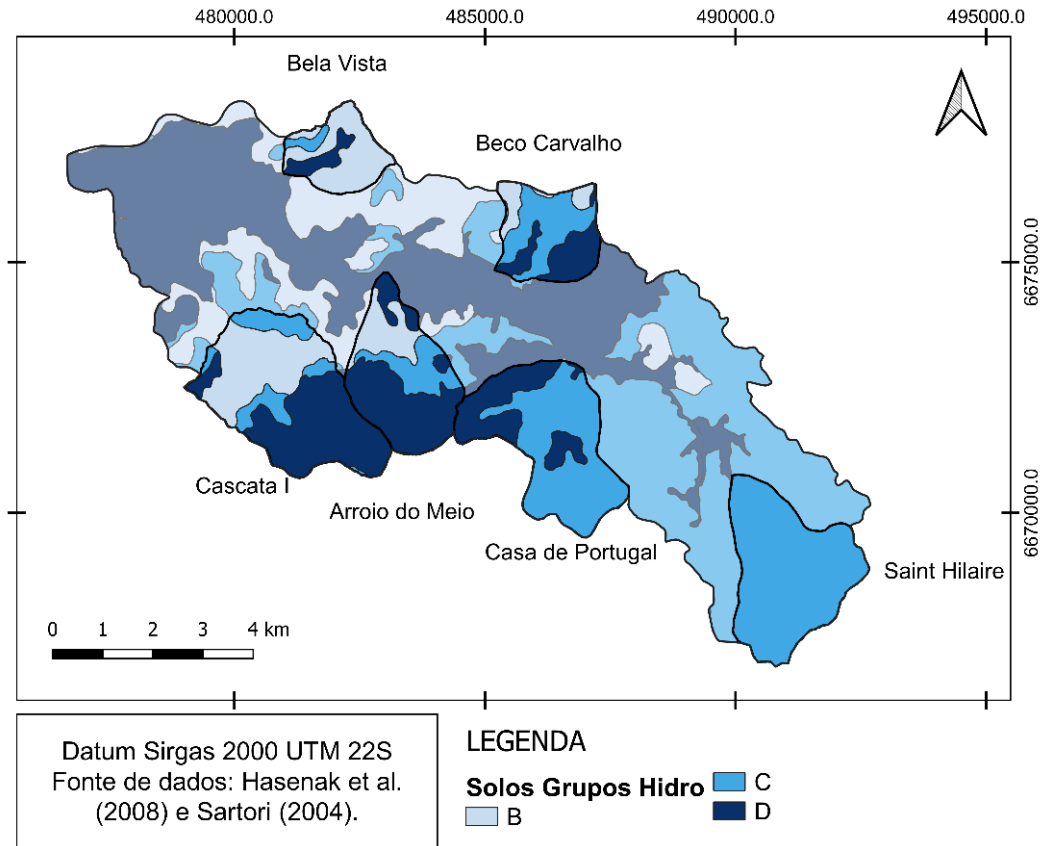 480000.0
485000.0
490000.0
495000.0
Bela Vista
Beco Carvalho
6675000.0
Cascata I
Arroio do Meio
6670000.0
Casa de Portugal
Saint Hilaire
0 1 2 3 4 km
Datum Sirgas 2000 UTM 22S
Fonte de dados: Hasenak et al.
(2008) e Sartori (2004).
LEGENDA
Solos Grupos Hidro
B
C
D